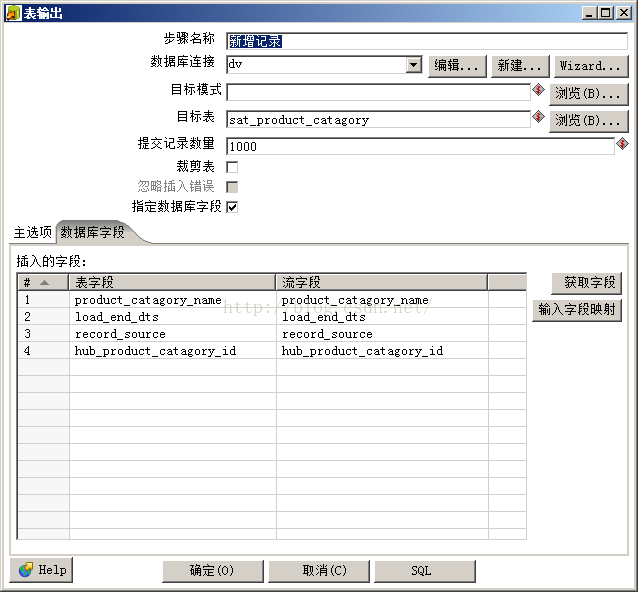 表输出
步骤名称 新增记录
数据库连接 dv 编辑... 新建... Wizard...
目标模式 浏览(B)...
目标表 sat_product_catagory 浏览(B)...
提交记录数量 1000
裁剪表
忽略插入错误
指定数据库字段
主选项 数据库字段
插入的字段:
# 表字段 流字段 获取字段
1 product_catagory_name product_catagory_name
2 load_end_dts load_end_dts 输入字段映射
3 record_source record_source
4 hub_product_catagory_id hub_product_catagory_id
http://blog.csdn.net/
Help 确定(O) 取消(C) SQL